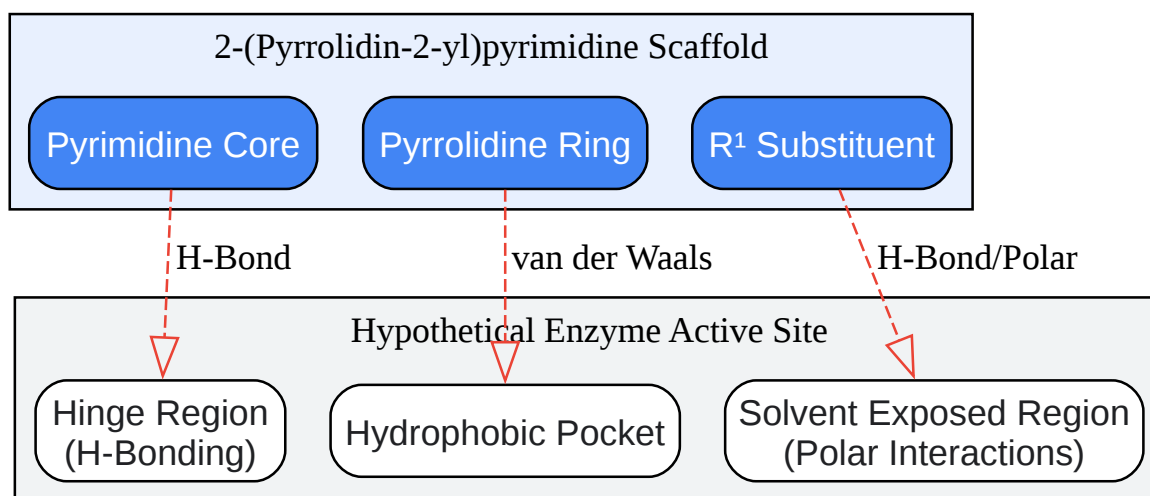 2-(Pyrrolidin-2-yl)pyrimidine Scaffold
Pyrimidine Core
Pyrrolidine Ring
R¹ Substituent
H-Bond
van der Waals
H-Bond/Polar
Hypothetical Enzyme Active Site
Hinge Region
(H-Bonding)
Hydrophobic Pocket
Solvent Exposed Region
(Polar Interactions)